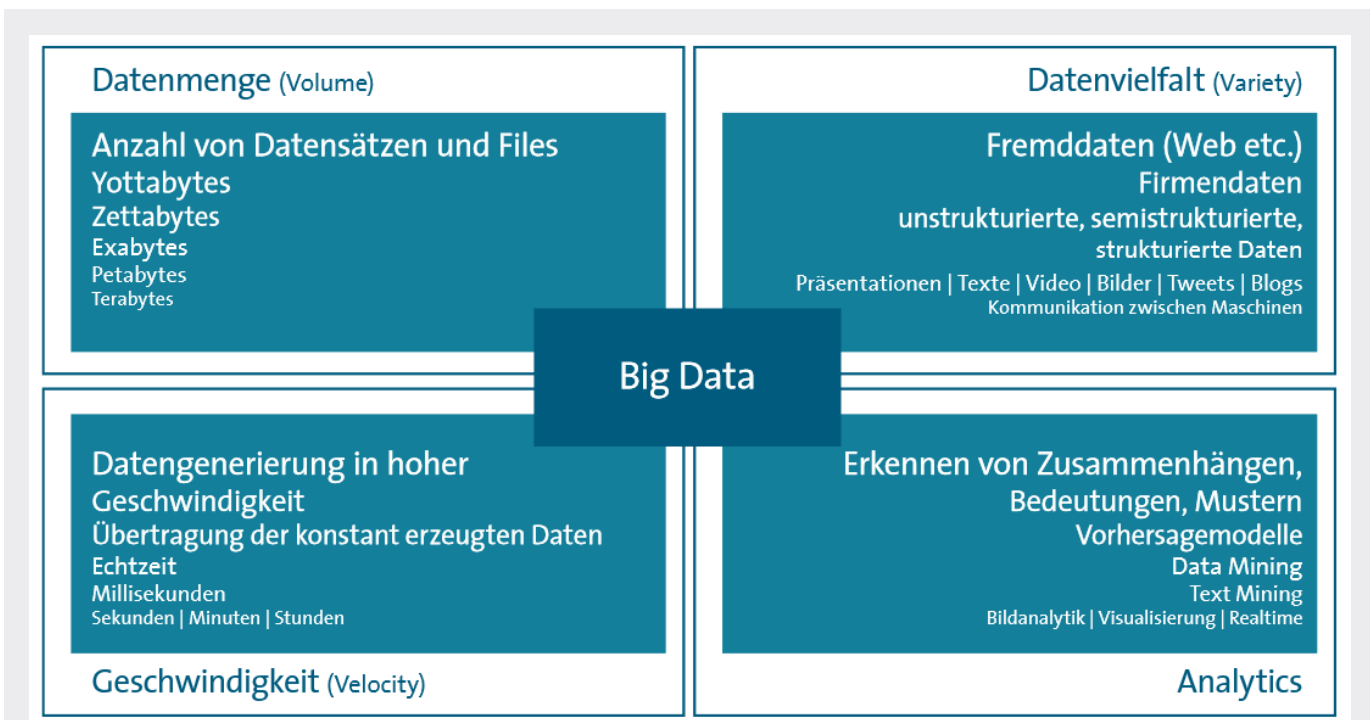 Datenmenge (Volume)
Anzahl von Datensätzen und Files
Yottabytes
Zettabytes
Exabytes
Petabytes
Terabytes
Datenvielfalt (Variety)
Fremddaten (Web etc.)
Firmendaten
unstrukturierte, semistrukturierte,
strukturierte Daten
Präsentationen | Texte | Video | Bilder | Tweets | Blogs
Kommunikation zwischen Maschinen
Big Data
Datengenerierung in hoher
Geschwindigkeit
Übertragung der konstant erzeugten Daten
Echtzeit
Millisekunden
Sekunden | Minuten | Stunden
Geschwindigkeit (Velocity)
Erkennen von Zusammenhängen,
Bedeutungen, Mustern
Vorhersagemodelle
Data Mining
Text Mining
Bildanalytik | Visualisierung | Realtime
Analytics